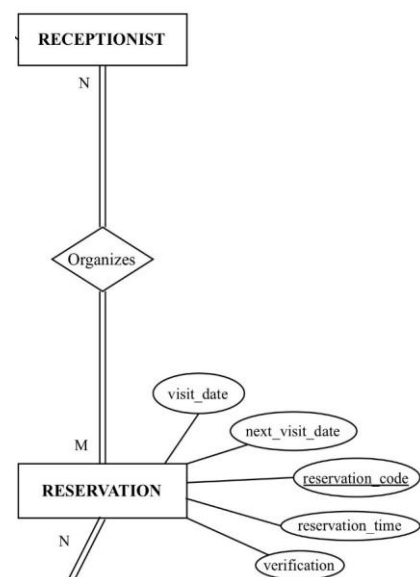 RECEPTIONIST
N
Organizes
visit_date
next_visit_date
M
reservation_code
RESERVATION
reservation_time
N
verification